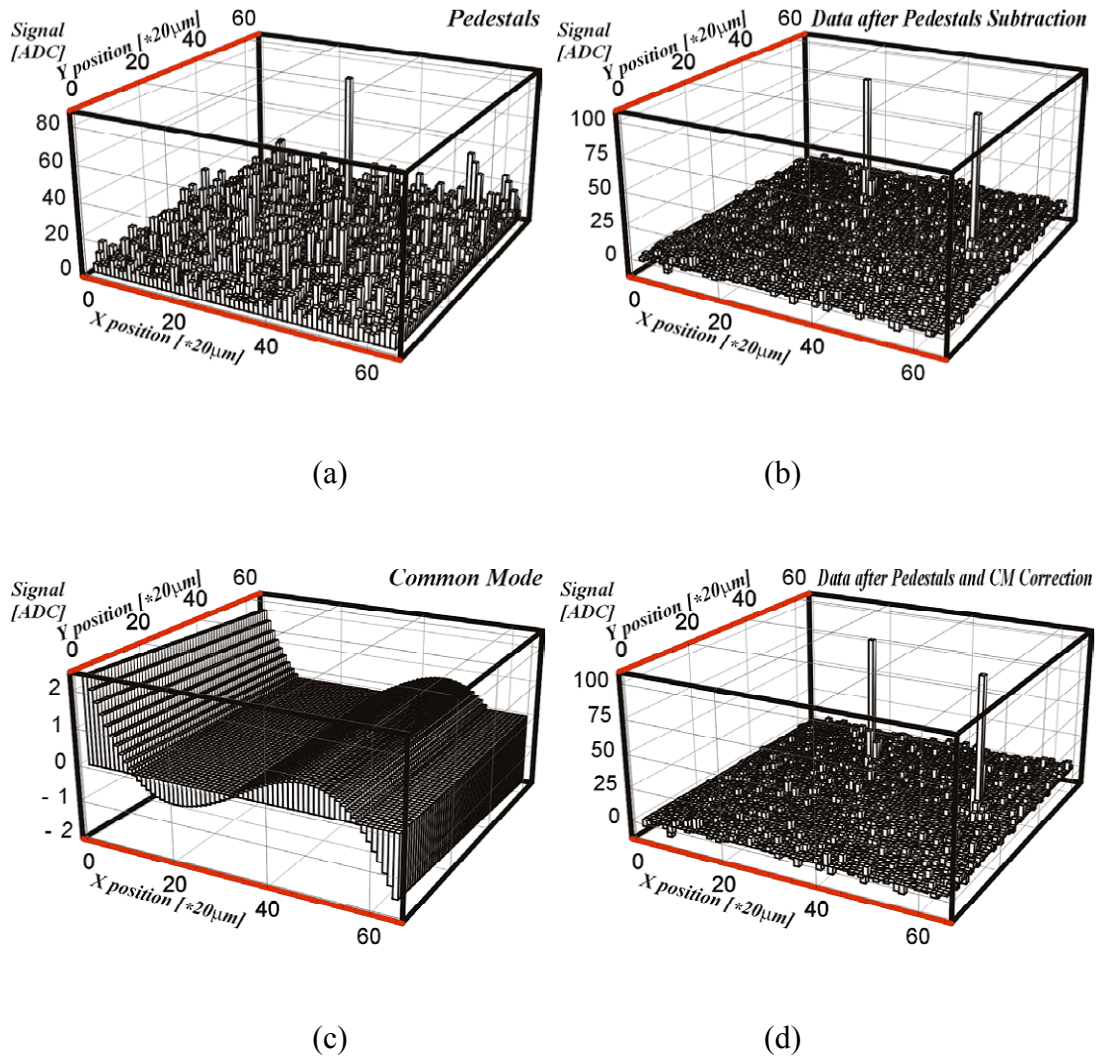 Signal
[ADC]
Y position [*20μm]
0
20
40
60
Pedestals
80
60
40
20
0
0
20
40
60
X position [*20μm]
(a)
Signal
[ADC]
Y position [*20μm]
0
20
40
60
Data after Pedestals Subtraction
100
75
50
25
0
0
20
40
60
X position [*20μm]
(b)
Signal
[ADC]
Y position [*20μm]
0
20
40
60
Common Mode
2
1
0
- 1
- 2
0
20
40
60
X position [*20μm]
(c)
Signal
[ADC]
Y position [*20μm]
0
20
40
60
Data after Pedestals and CM Correction
100
75
50
25
0
0
20
40
60
X position [*20μm]
(d)